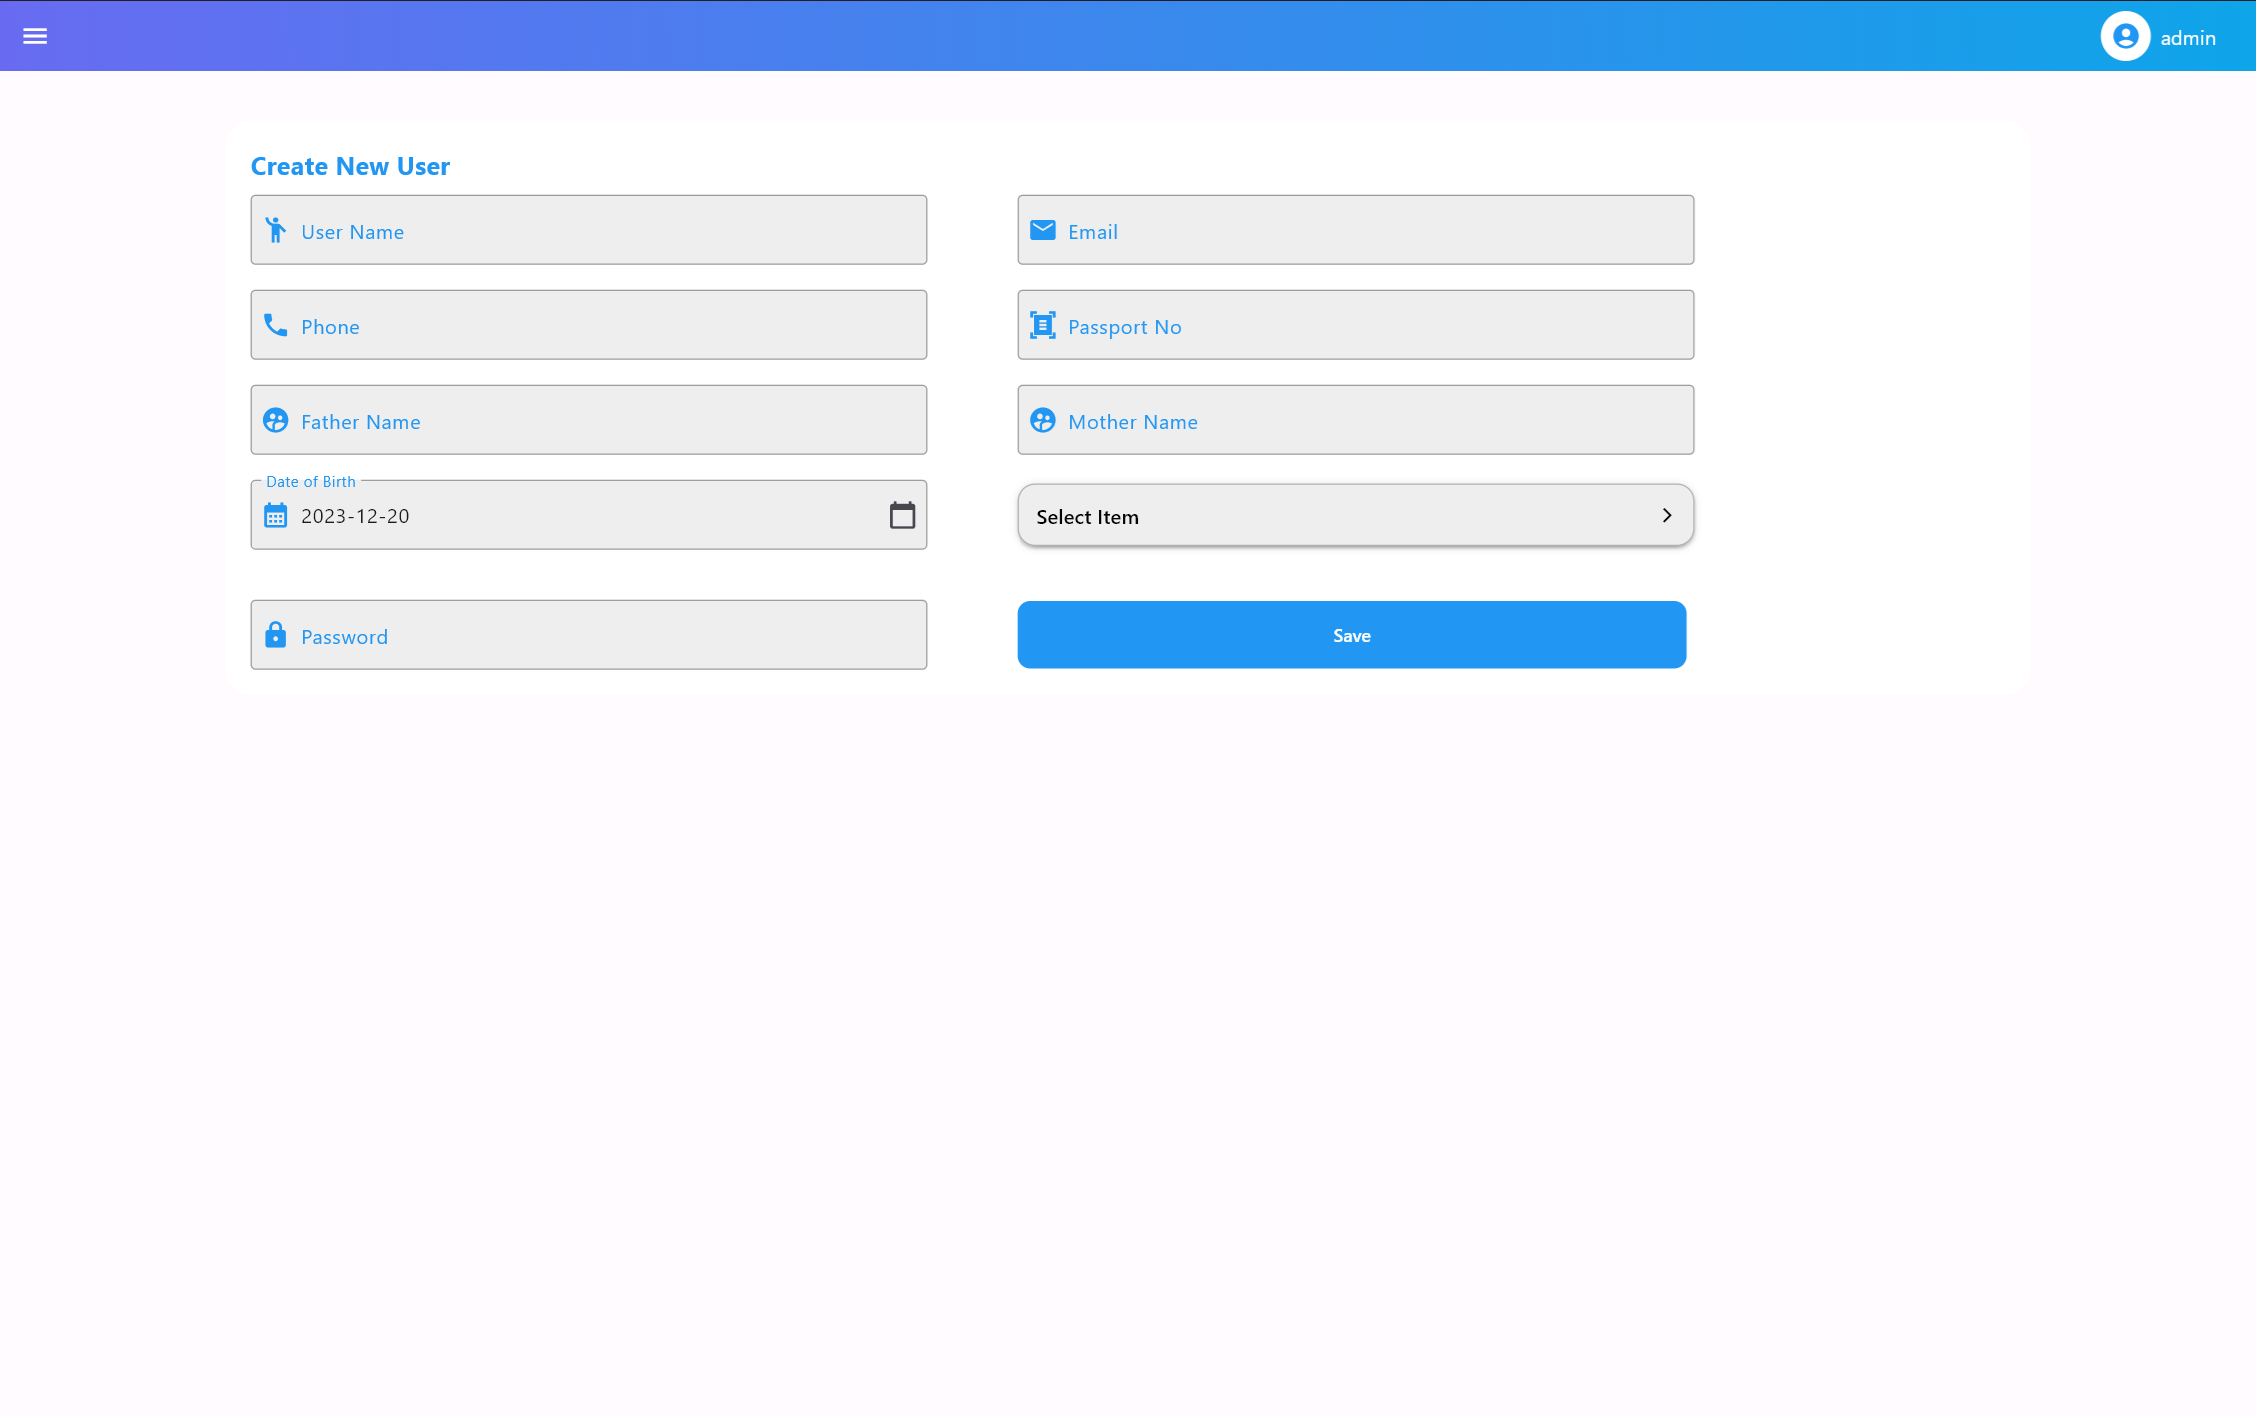 admin
Create New User
User Name
Email
Phone
Passport No
Father Name
Mother Name
Date of Birth
2023-12-20
Select Item
Password
Save